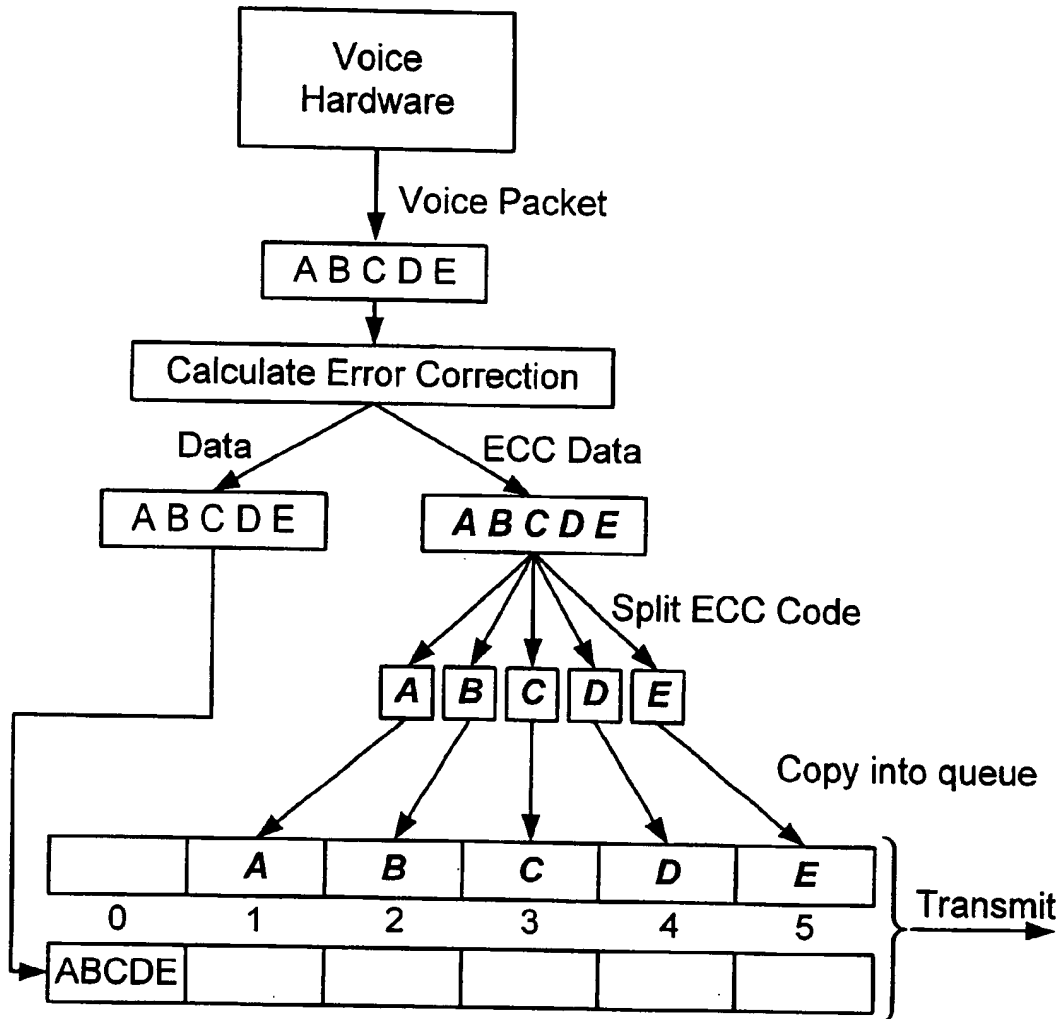 Voice
Hardware
Voice Packet
A B C D E
Calculate Error Correction
Data
ECC Data
A B C D E
A B C D E
Split ECC Code
A B C D E
Copy into queue
A B C D E
0 1 2 3 4 5
Transmit
ABCDE